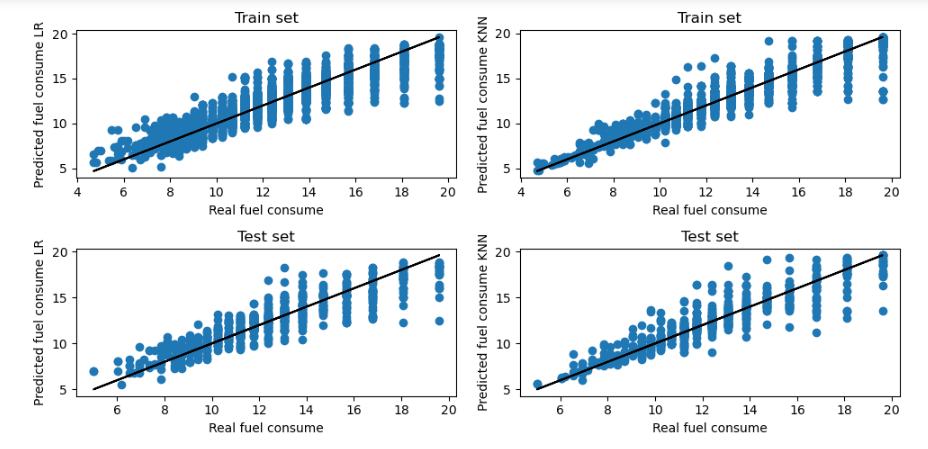 Train set
Predicted fuel consume LR
20
15
10
5
4 6 8 10 12 14 16 18 20
Real fuel consume
Train set
Predicted fuel consume KNN
20
15
10
5
4 6 8 10 12 14 16 18 20
Real fuel consume
Test set
Predicted fuel consume LR
20
15
10
5
6 8 10 12 14 16 18 20
Real fuel consume
Test set
Predicted fuel consume KNN
20
15
10
5
6 8 10 12 14 16 18 20
Real fuel consume